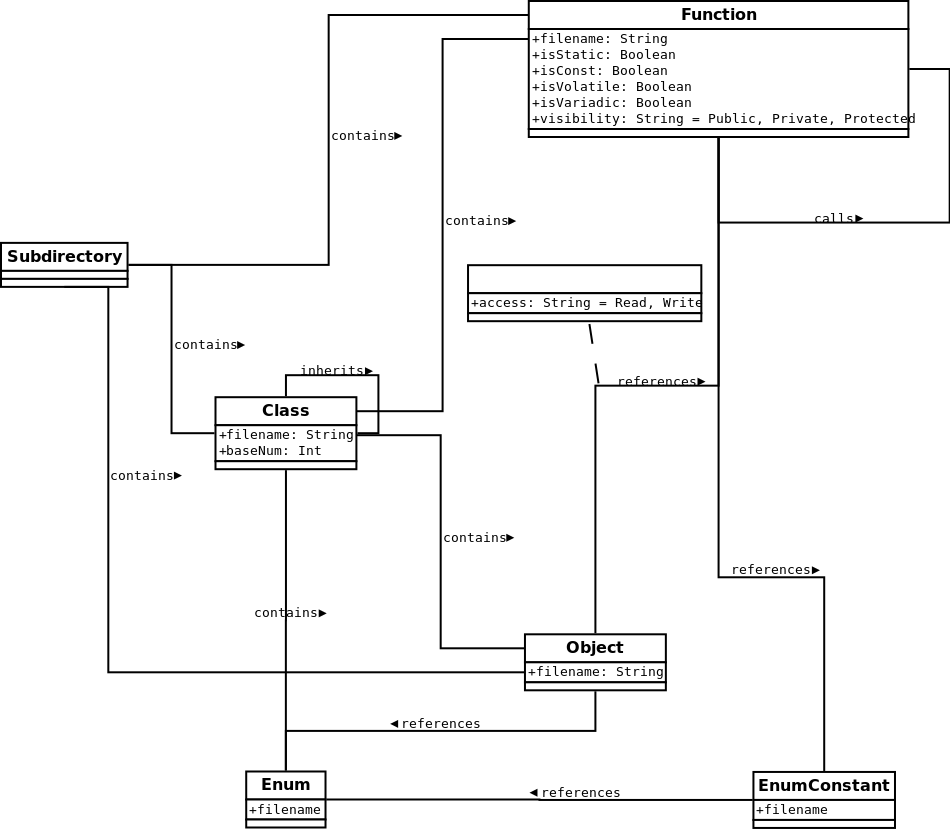 Function
+filename: String
+isStatic: Boolean
+isConst: Boolean
+isVolatile: Boolean
+isVariadic: Boolean
+visibility: String = Public, Private, Protected
contains▶
contains▶
calls▶
Subdirectory
+access: String = Read, Write
contains▶
inherits▶
references▶
Class
+filename: String
+baseNum: Int
contains▶
contains▶
references▶
contains▶
Object
+filename: String
◀references
Enum
+filename
◀references
EnumConstant
+filename